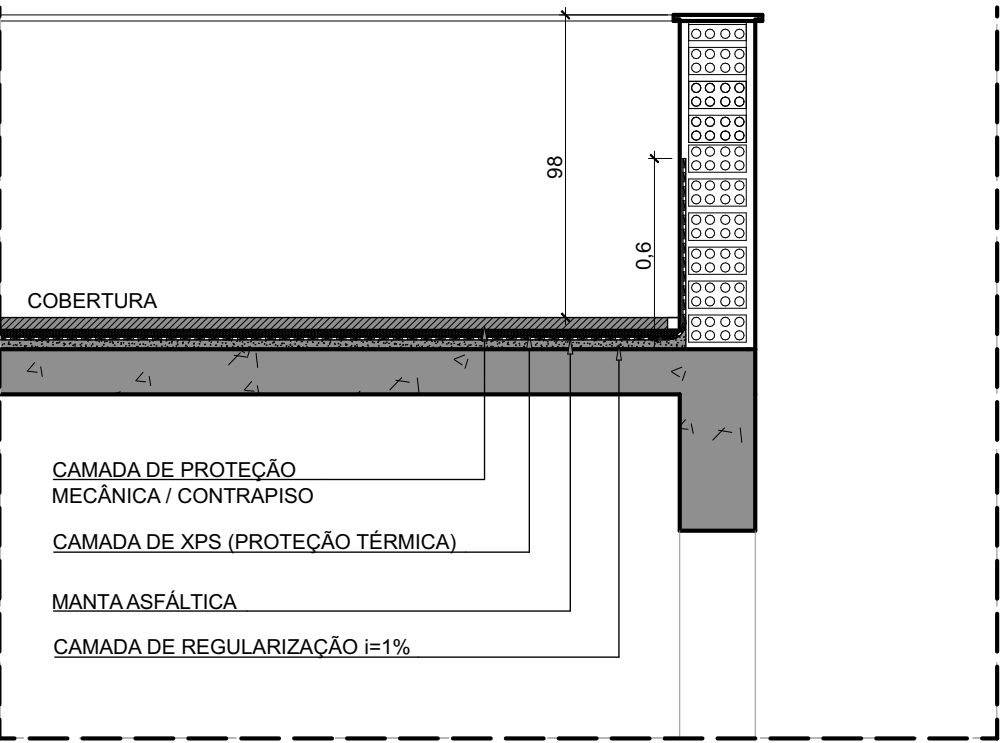 98
0,6
COBERTURA
CAMADA DE PROTEÇÃO
MECÂNICA / CONTRAPISO
CAMADA DE XPS (PROTEÇÃO TÉRMICA)
MANTA ASFÁLTICA
CAMADA DE REGULARIZAÇÃO i=1%